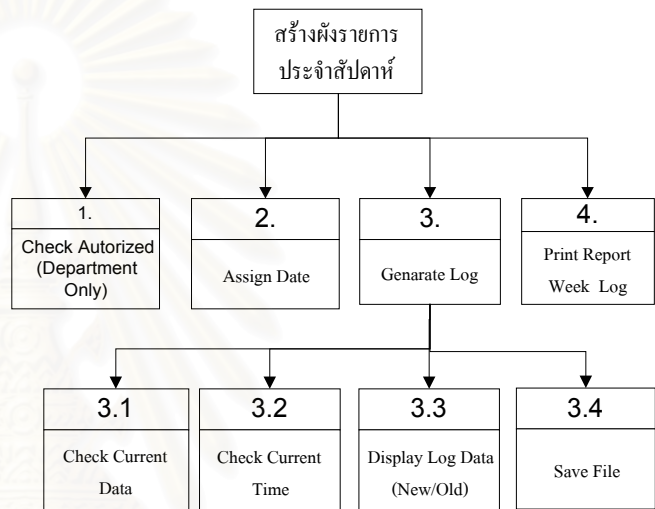 สร้างผังรายการ
ประจำสัปดาห์
1.
Check Autorized
(Department
Only)
2.
Assign Date
3.
Genarate Log
4.
Print Report
Week Log
3.1
Check Current
Data
3.2
Check Current
Time
3.3
Display Log Data
(New/Old)
3.4
Save File